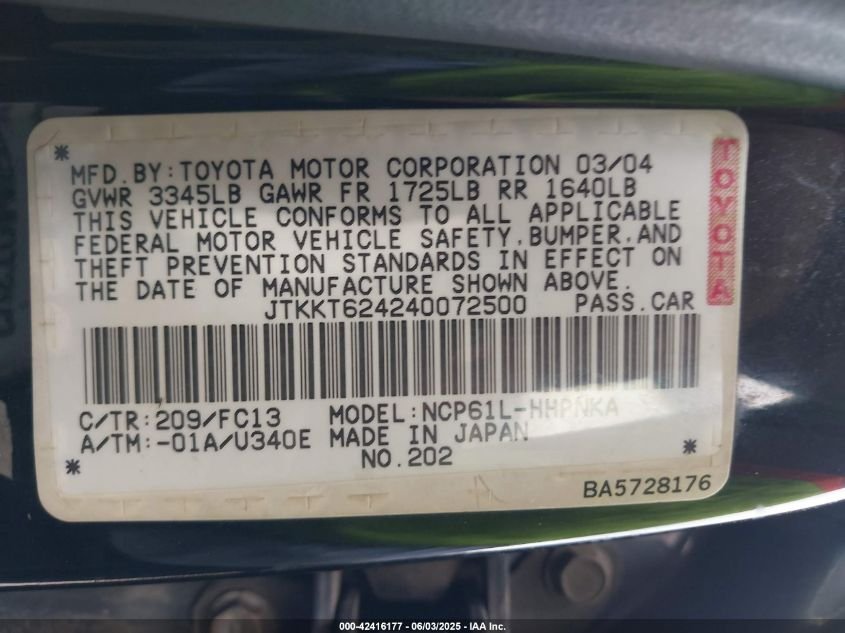 MFD.BY:TOYOTA MOTOR CORPORATION 03/04
GVWR 3345LB GAWR FR 1725LB RR 1640LB
THIS VEHICLE CONFORMS TO ALL APPLICABLE
FEDERAL MOTOR VEHICLE SAFETY,BUMPER,AND
THEFT PREVENTION STANDARDS IN EFFECT ON
THE DATE OF MANUFACTURE SHOWN ABOVE.
JTKKT624240072500 PASS.CAR
TOYOTA
C/TR:209/FC13 MODEL:NCP61L-HHPNKA
A/TM:-01A/U340E MADE IN JAPAN
NO.202
BA5728176
000-42416177 - 06/03/2025 - IAA, Inc.